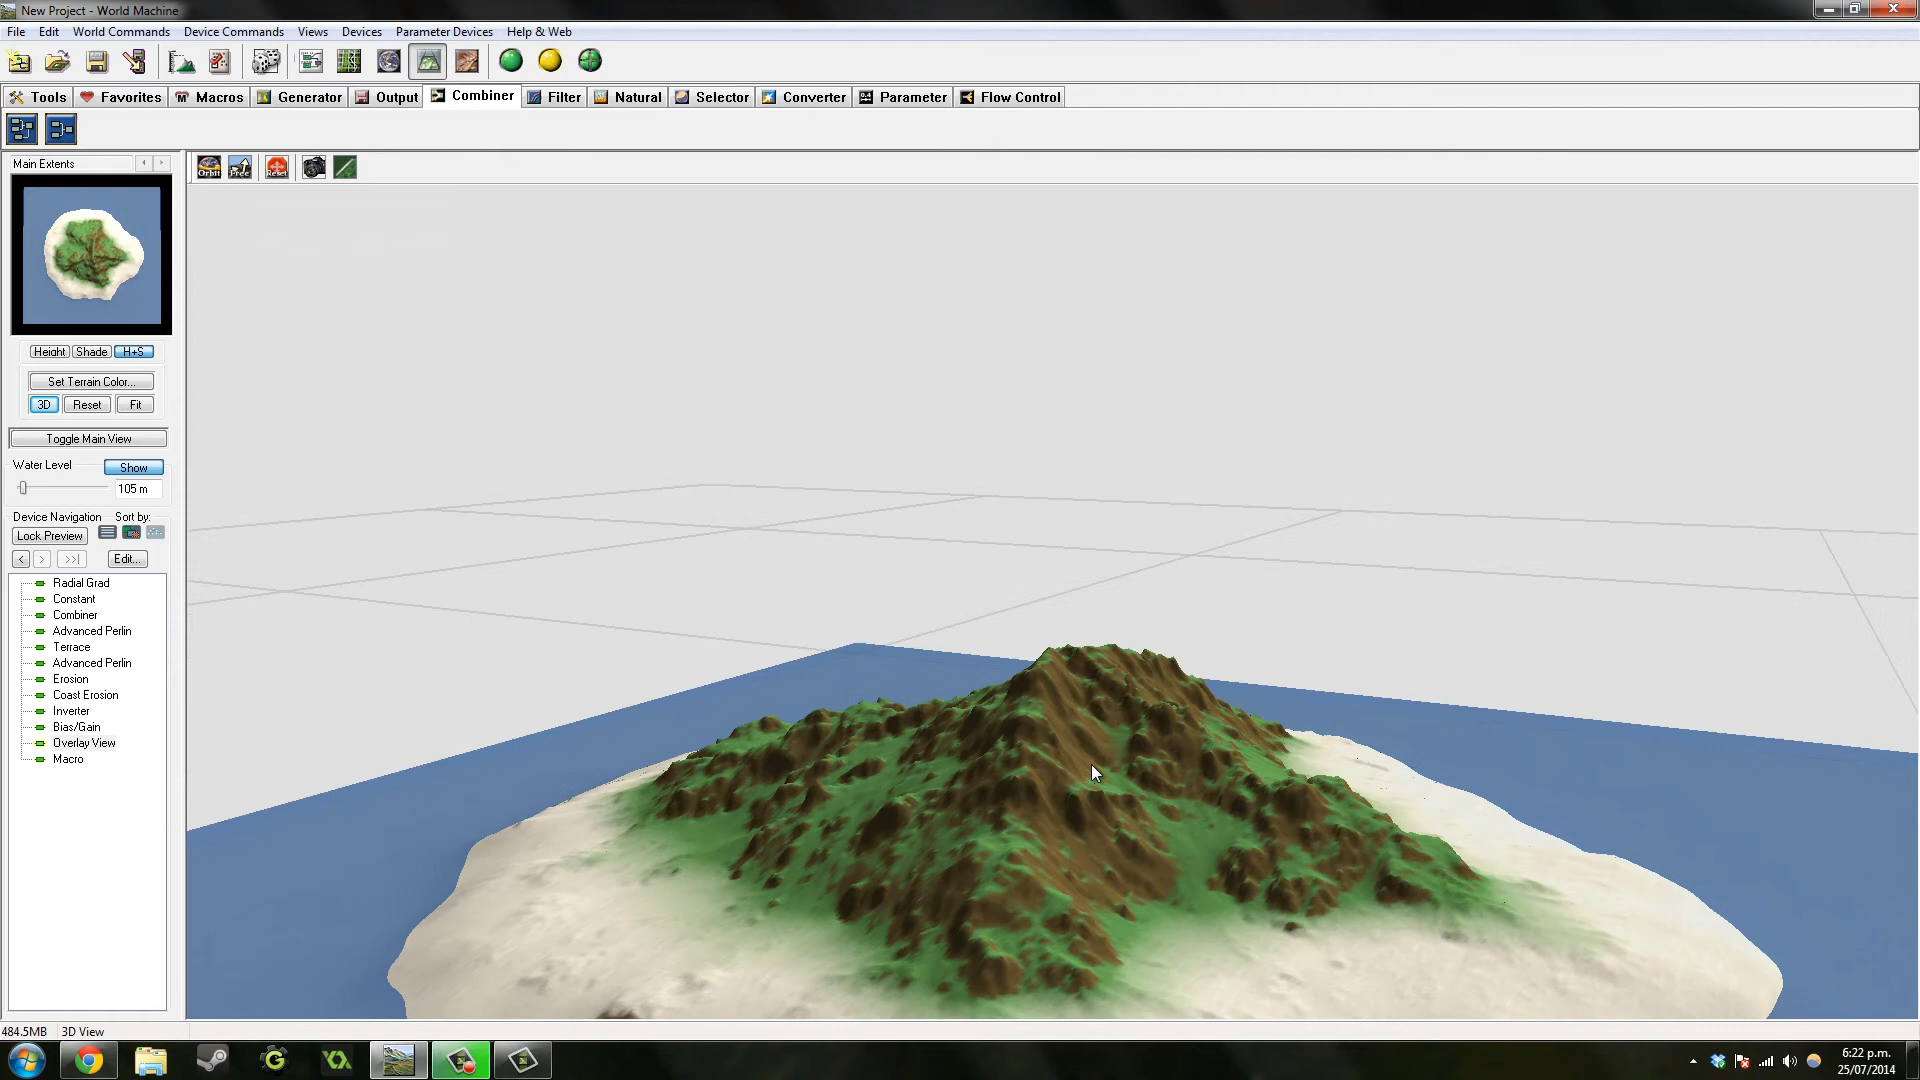 New Project - World Machine
File Edit World Commands Device Commands Views Devices Parameter Devices Help & Web
Tools Favorites Macros Generator Output Combiner Filter Natural Selector Converter Parameter Flow Control
Main Extents
Orbit Free Reset
Height Shade H+S
Set Terrain Color...
3D Reset Fit
Toggle Main View
Water Level Show
105 m
Device Navigation Sort by:
Lock Preview
< > >>| Edit...
Radial Grad
Constant
Combiner
Advanced Perlin
Terrace
Advanced Perlin
Erosion
Coast Erosion
Inverter
Bias/Gain
Overlay View
Macro
484.5MB 3D View
6:22 p.m.
25/07/2014